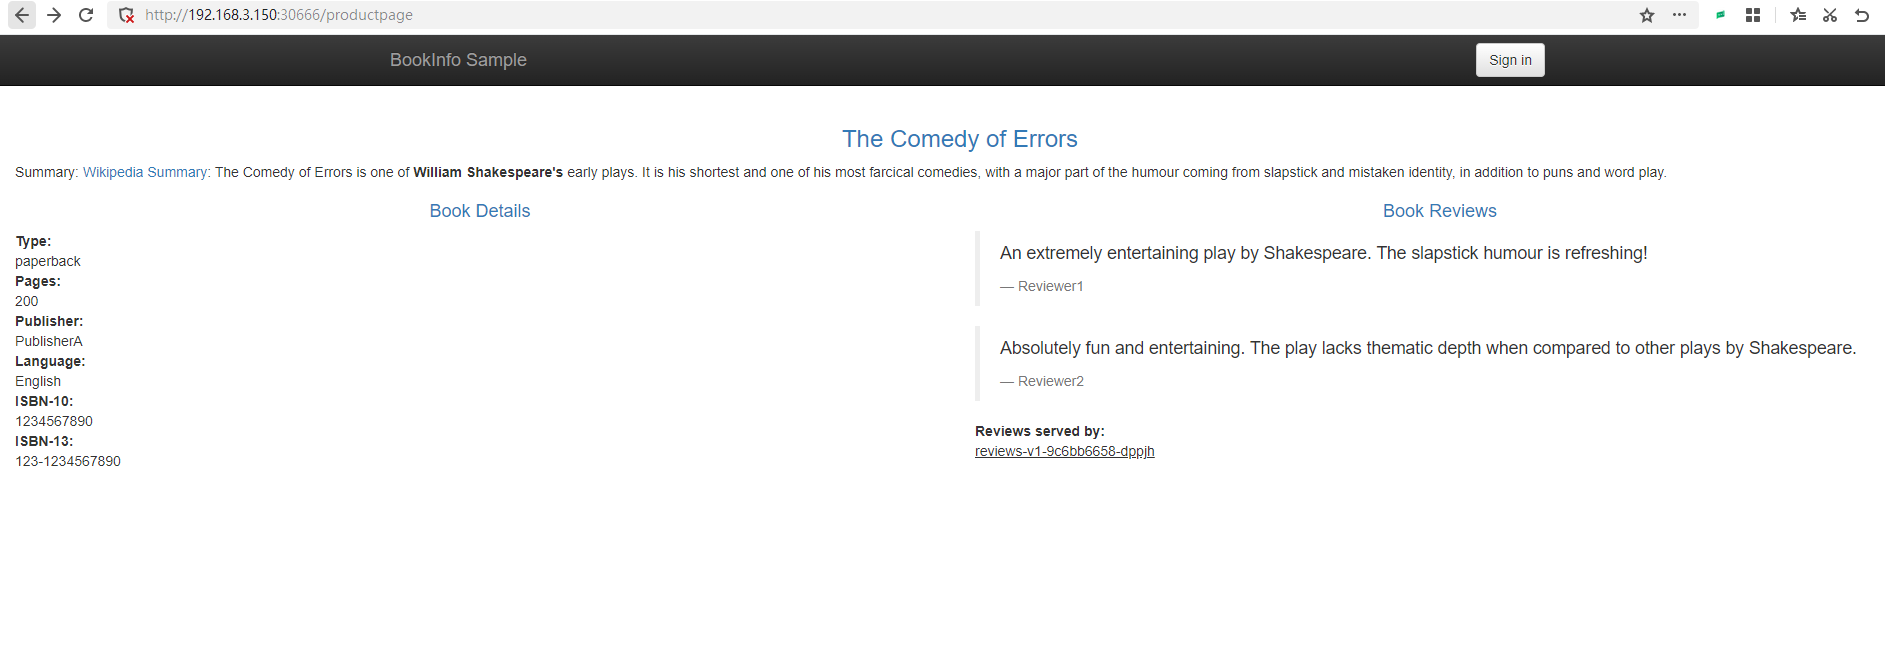 http://192.168.3.150:30666/productpage
BookInfo Sample
Sign in
The Comedy of Errors
Summary: Wikipedia Summary: The Comedy of Errors is one of William Shakespeare's early plays. It is his shortest and one of his most farcical comedies, with a major part of the humour coming from slapstick and mistaken identity, in addition to puns and word play.
Book Details
Type:
paperback
Pages:
200
Publisher:
PublisherA
Language:
English
ISBN-10:
1234567890
ISBN-13:
123-1234567890
Book Reviews
An extremely entertaining play by Shakespeare. The slapstick humour is refreshing!
— Reviewer1
Absolutely fun and entertaining. The play lacks thematic depth when compared to other plays by Shakespeare.
— Reviewer2
Reviews served by:
reviews-v1-9c6bb6658-dppjh